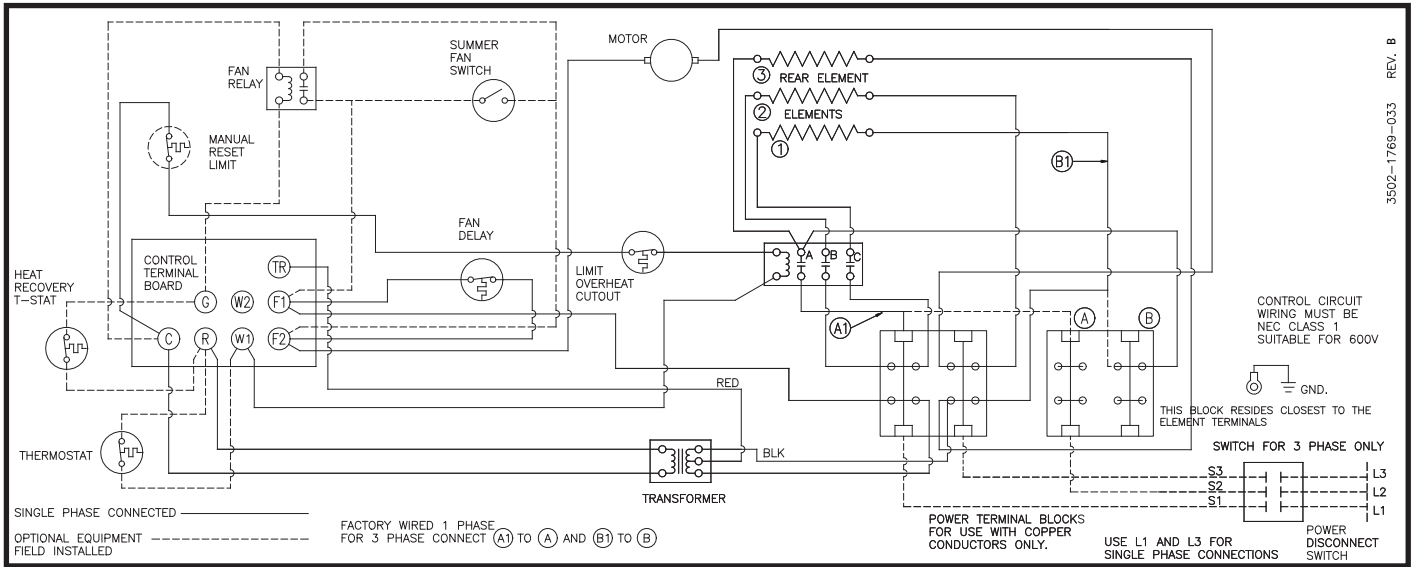 FAN
RELAY
SUMMER
FAN
SWITCH
MOTOR
3 REAR ELEMENT
2 ELEMENTS
1
B1
3502-1769-033 REV. B
MANUAL
RESET
LIMIT
FAN
DELAY
HEAT
RECOVERY
T-STAT
CONTROL
TERMINAL
BOARD
TR
G
W2
F1
C
R
W1
F2
LIMIT
OVERHEAT
CUTOUT
A
B
C
A1
A
B
CONTROL CIRCUIT
WIRING MUST BE
NEC CLASS 1
SUITABLE FOR 600V
GND.
THIS BLOCK RESIDES CLOSEST TO THE
ELEMENT TERMINALS
RED
BLK
THERMOSTAT
TRANSFORMER
SWITCH FOR 3 PHASE ONLY
S3
S2
S1
L3
L2
L1
SINGLE PHASE CONNECTED
OPTIONAL EQUIPMENT
FIELD INSTALLED
FACTORY WIRED 1 PHASE
FOR 3 PHASE CONNECT A1 TO A AND B1 TO B
POWER TERMINAL BLOCKS
FOR USE WITH COPPER
CONDUCTORS ONLY.
USE L1 AND L3 FOR
SINGLE PHASE CONNECTIONS
POWER
DISCONNECT
SWITCH